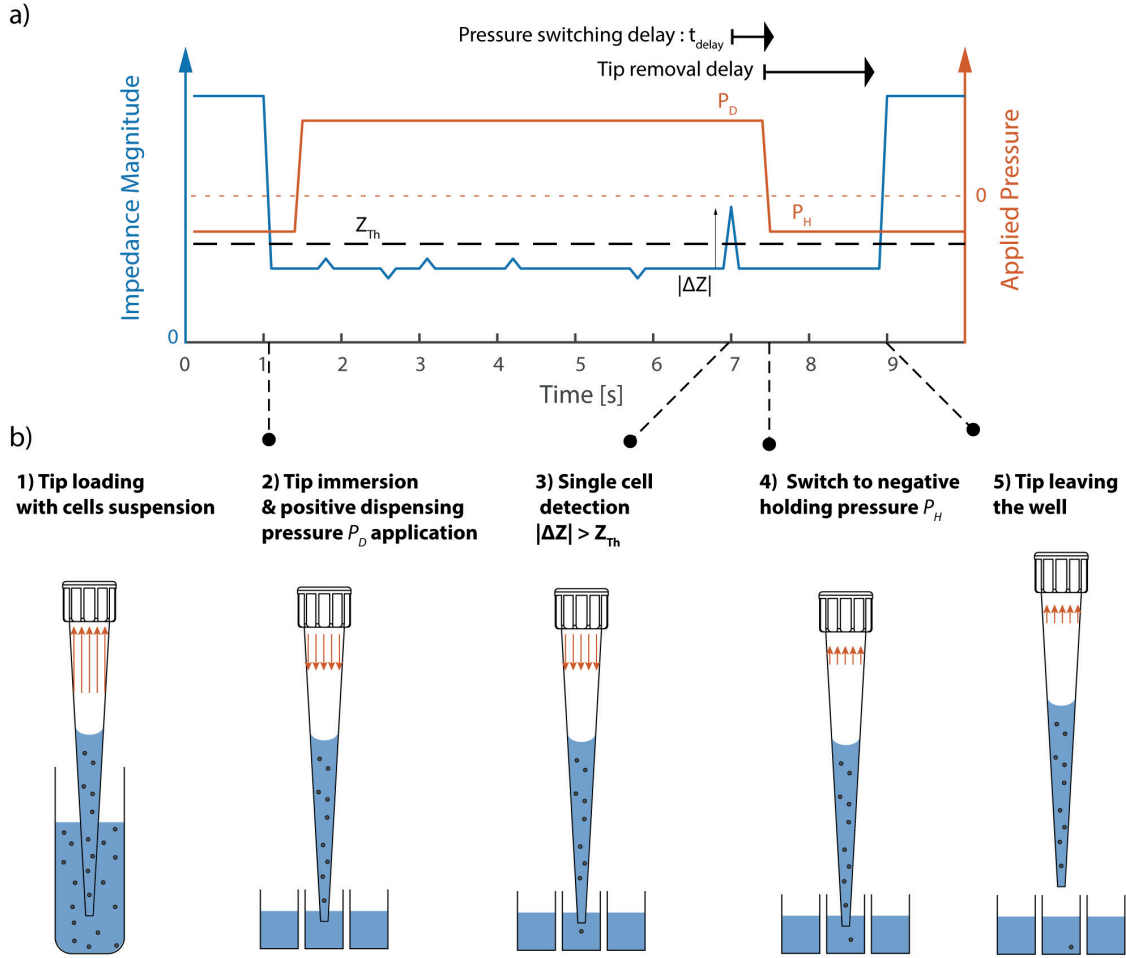 a)
Pressure switching delay : t_delay
Tip removal delay
Impedance Magnitude
Applied Pressure
P_D
0
P_H
Z_Th
|ΔZ|
0
0 1 2 3 4 5 6 7 8 9
Time [s]
b)
1) Tip loading
with cells suspension
2) Tip immersion
& positive dispensing
pressure P_D application
3) Single cell
detection
|ΔZ| > Z_Th
4) Switch to negative
holding pressure P_H
5) Tip leaving
the well